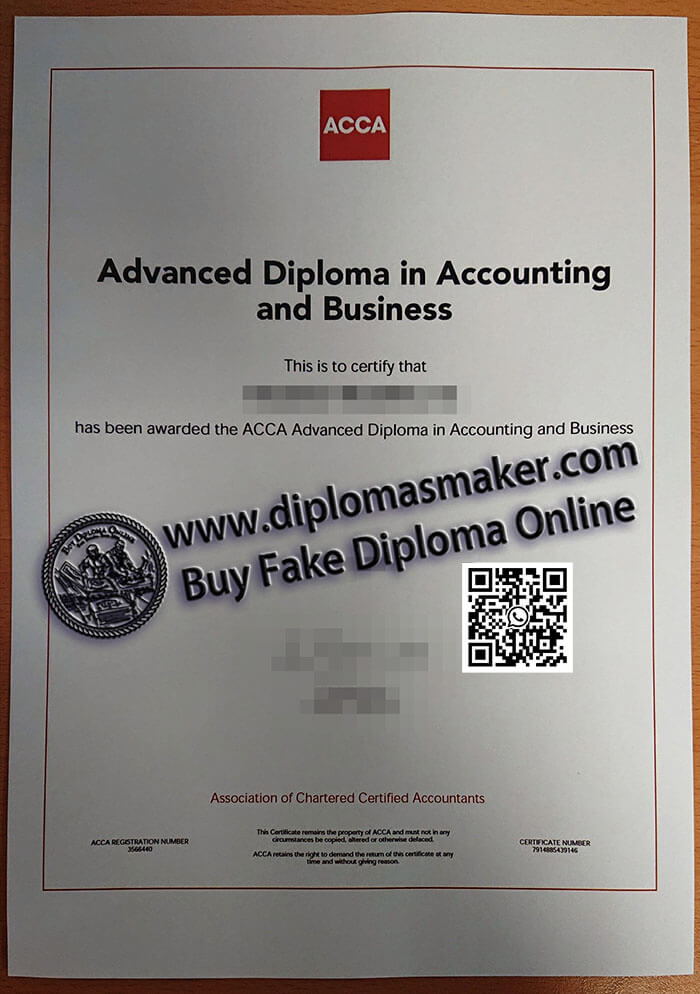 ACCA
Advanced Diploma in Accounting
and Business
This is to certify that
has been awarded the ACCA Advanced Diploma in Accounting and Business
www.diplomasmaker.com
Buy Fake Diploma Online
Association of Chartered Certified Accountants
ACCA REGISTRATION NUMBER
3566440
This Certificate remains the property of ACCA and must not in any
circumstances be copied, altered or otherwise defaced.
ACCA retains the right to demand the return of this certificate at any
time and without giving reason.
CERTIFICATE NUMBER
7914885439146